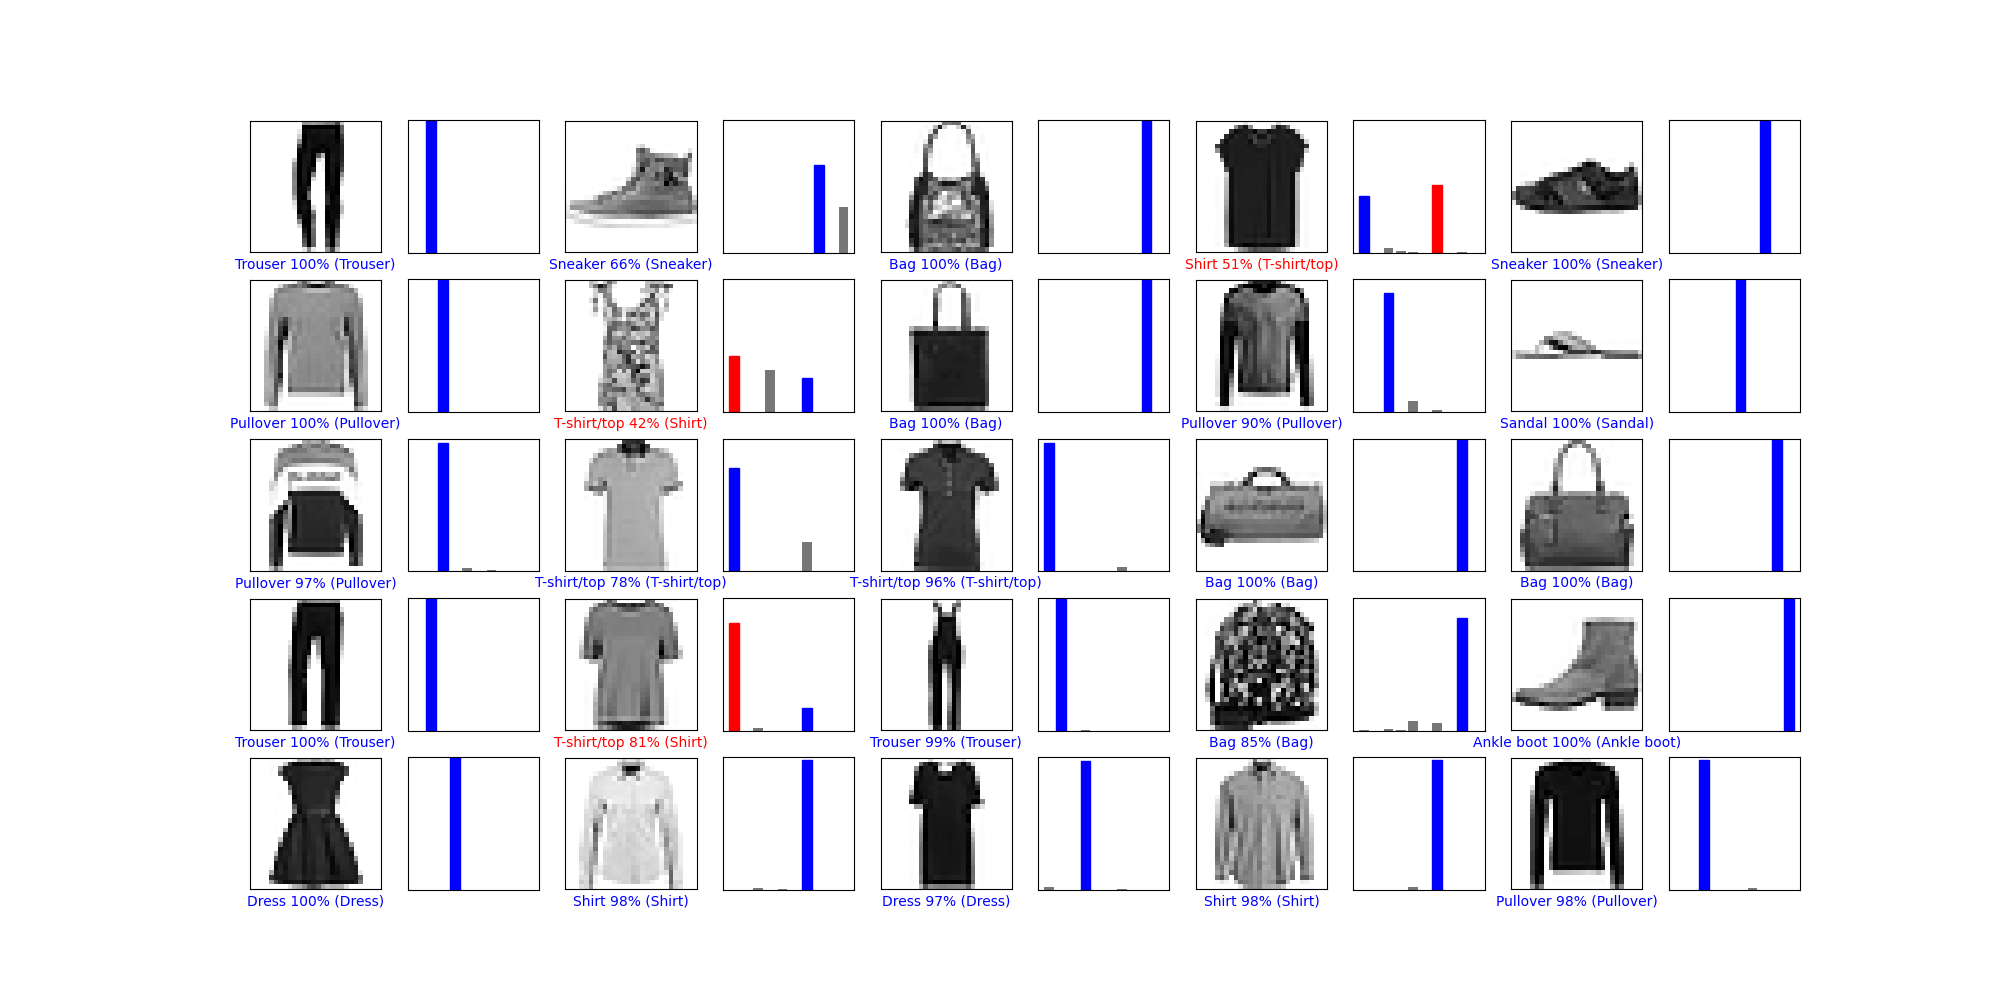 Trouser 100% (Trouser)
Sneaker 66% (Sneaker)
Bag 100% (Bag)
Shirt 51% (T-shirt/top)
Sneaker 100% (Sneaker)
Pullover 100% (Pullover)
T-shirt/top 42% (Shirt)
Bag 100% (Bag)
Pullover 90% (Pullover)
Sandal 100% (Sandal)
Pullover 97% (Pullover)
T-shirt/top 78% (T-shirt/top)
T-shirt/top 96% (T-shirt/top)
Bag 100% (Bag)
Bag 100% (Bag)
Trouser 100% (Trouser)
T-shirt/top 81% (Shirt)
Trouser 99% (Trouser)
Bag 85% (Bag)
Ankle boot 100% (Ankle boot)
Dress 100% (Dress)
Shirt 98% (Shirt)
Dress 97% (Dress)
Shirt 98% (Shirt)
Pullover 98% (Pullover)